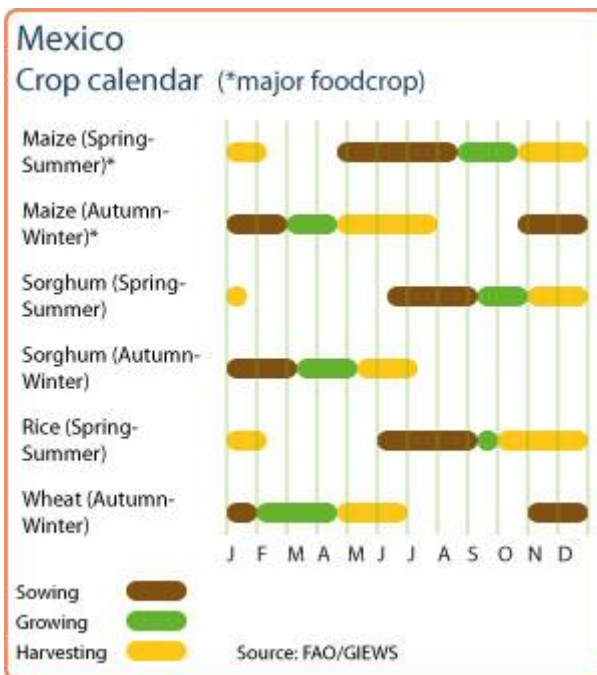 Mexico
Crop calendar (*major foodcrop)
Maize (Spring-
Summer)*
Maize (Autumn-
Winter)*
Sorghum (Spring-
Summer)
Sorghum (Autumn-
Winter)
Rice (Spring-
Summer)
Wheat (Autumn-
Winter)
J F M A M J J A S O N D
Sowing
Growing
Harvesting
Source: FAO/GIEWS